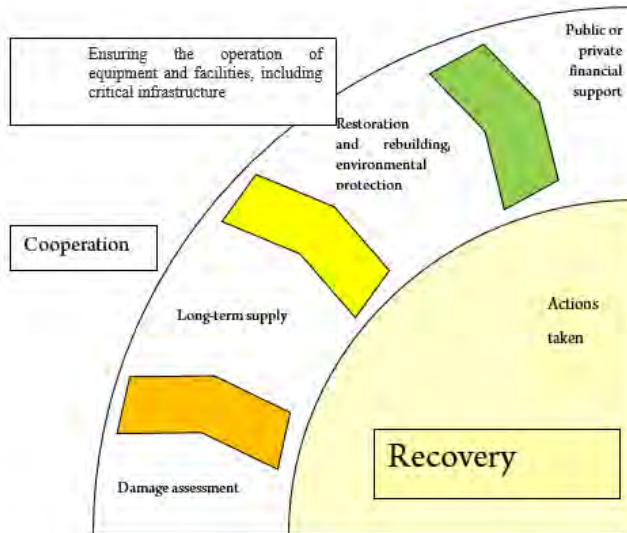 Public or
private
financial
support
Ensuring the operation of
equipment and facilities, including
critical infrastructure
Restoration
and rebuilding,
environmental
protection
Cooperation
Long-term supply
Actions
taken
Recovery
Damage assessment